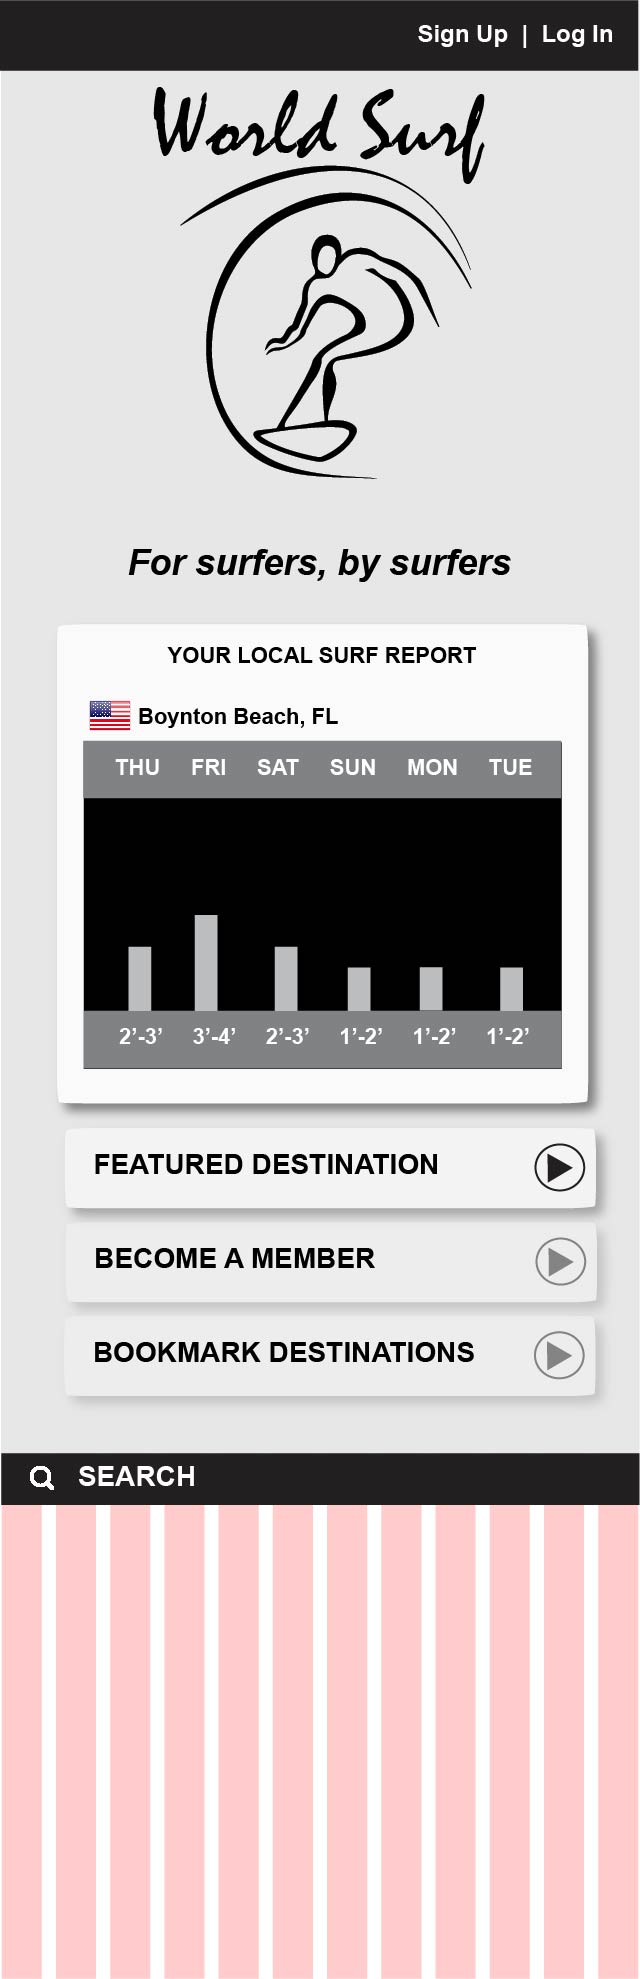 Sign Up | Log In
World Surf
For surfers, by surfers
YOUR LOCAL SURF REPORT
Boynton Beach, FL
THU FRI SAT SUN MON TUE
2’-3’ 3’-4’ 2’-3’ 1’-2’ 1’-2’ 1’-2’
FEATURED DESTINATION
BECOME A MEMBER
BOOKMARK DESTINATIONS
SEARCH